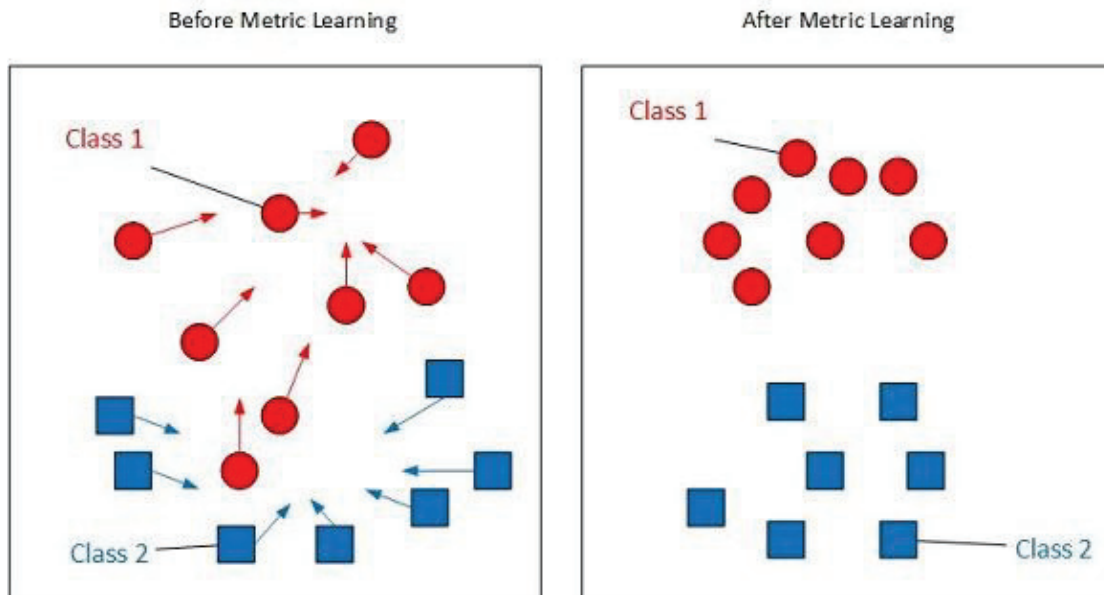 Before Metric Learning
After Metric Learning
Class 1
Class 2
Class 1
Class 2